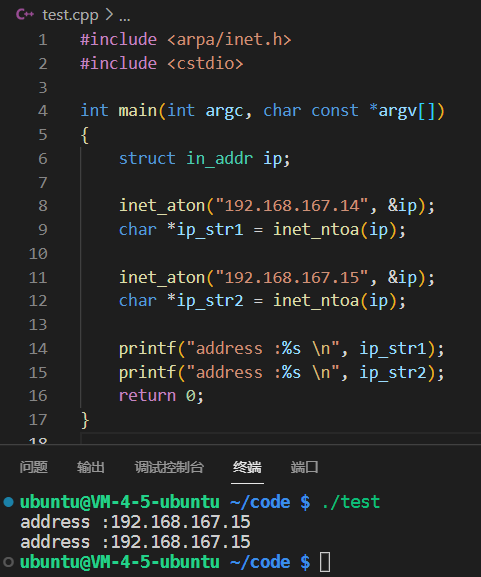 test.cpp > ...
1 #include <arpa/inet.h>
2 #include <cstdio>
3
4 int main(int argc, char const *argv[])
5 {
6     struct in_addr ip;
7
8     inet_aton("192.168.167.14", &ip);
9     char *ip_str1 = inet_ntoa(ip);
10
11     inet_aton("192.168.167.15", &ip);
12     char *ip_str2 = inet_ntoa(ip);
13
14     printf("address :%s \n", ip_str1);
15     printf("address :%s \n", ip_str2);
16     return 0;
17 }
18
问题 输出 调试控制台 终端 端口
ubuntu@VM-4-5-ubuntu ~/code $ ./test
address :192.168.167.15
address :192.168.167.15
ubuntu@VM-4-5-ubuntu ~/code $